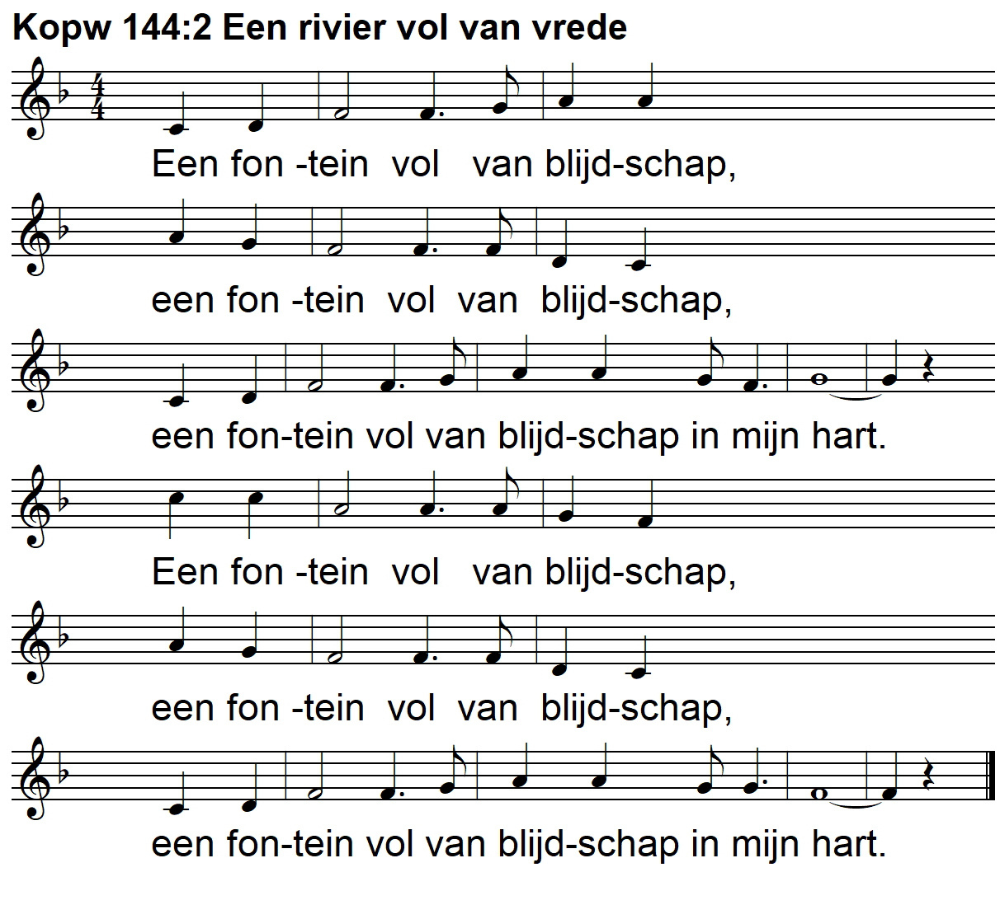 Kopw 144:2 Een rivier vol van vrede
4
4
Een fon -tein vol van blijd-schap,
een fon -tein vol van blijd-schap,
een fon-tein vol van blijd-schap in mijn hart.
Een fon -tein vol van blijd-schap,
een fon -tein vol van blijd-schap,
een fon-tein vol van blijd-schap in mijn hart.